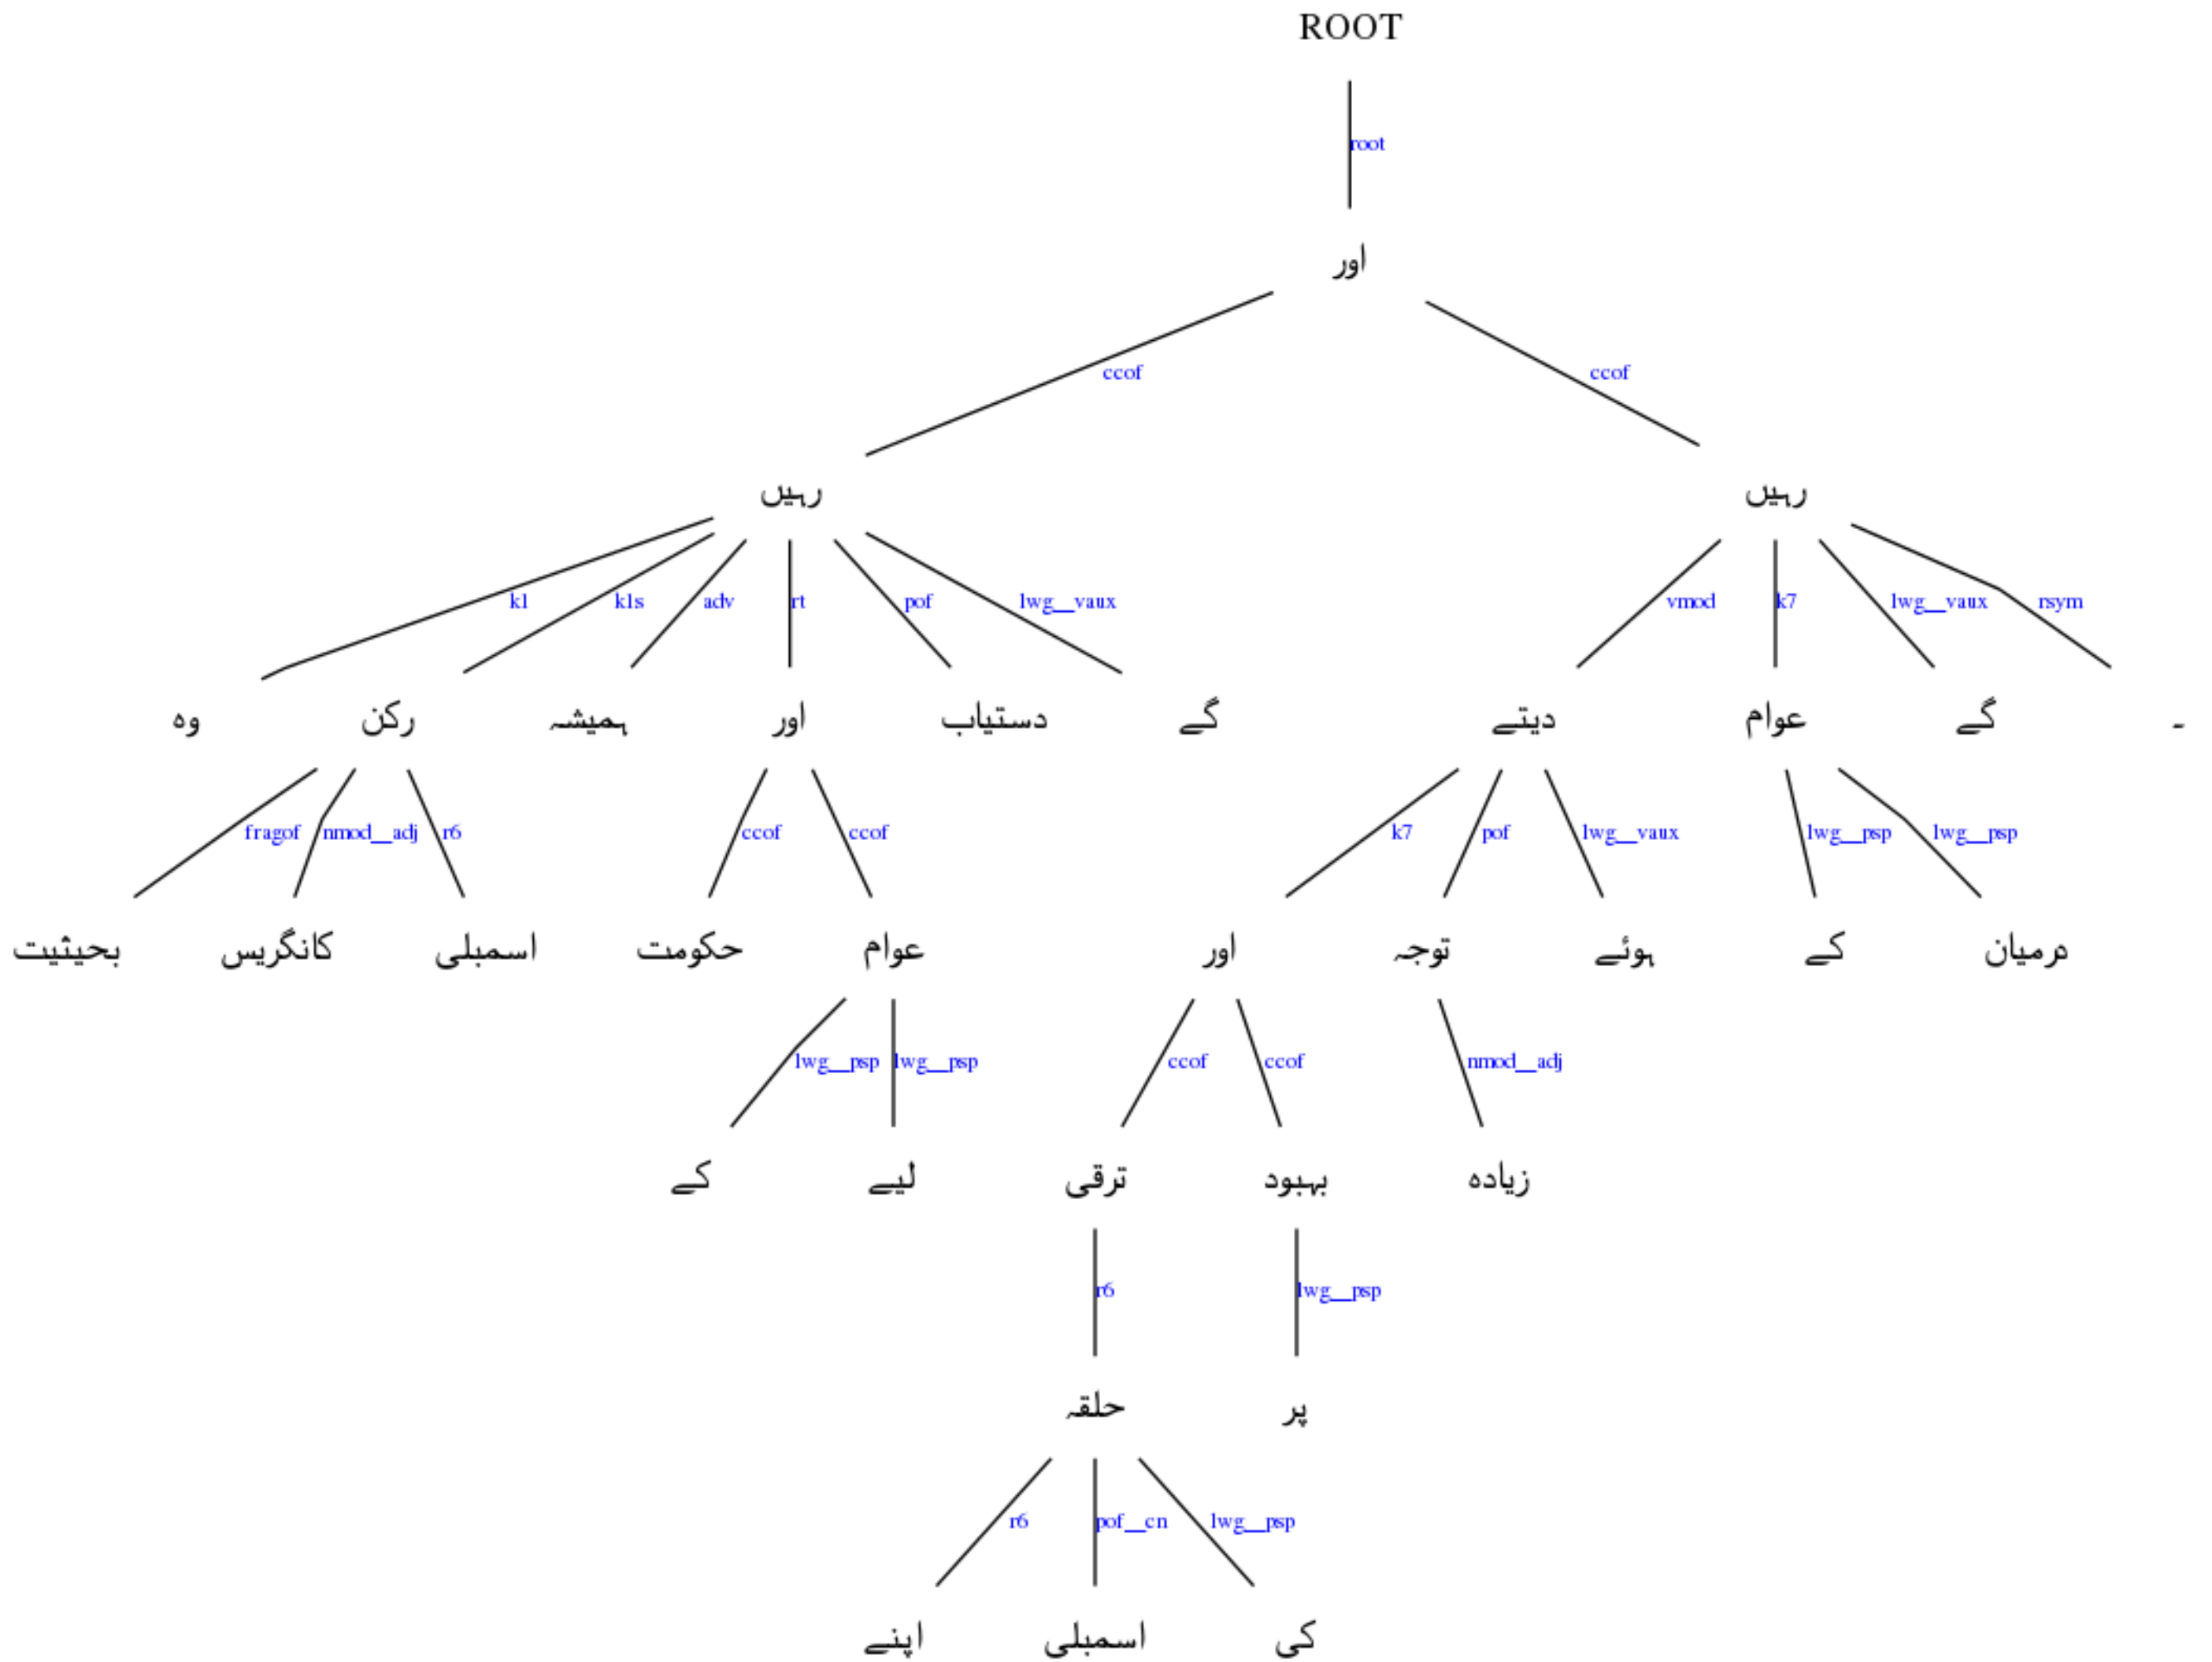 ROOT
root
اور
ccof ccof
رہیں رہیں
k1 k1s adv rt pof lwg__vaux vmod k7 lwg__vaux rsym
وہ رکن ہمیشہ اور دستیاب گے دیتے عوام گے ۔
fragof nmod__adj r6 ccof ccof k7 pof lwg__vaux lwg__psp lwg__psp
بحیثیت کانگریس اسمبلی حکومت عوام اور توجہ ہوئے کے درمیان
lwg__psp lwg__psp ccof ccof nmod__adj
کے لیے ترقی بہبود زیادہ
r6 lwg__psp
حلقہ پر
r6 pof__cn lwg__psp
اپنے اسمبلی کی